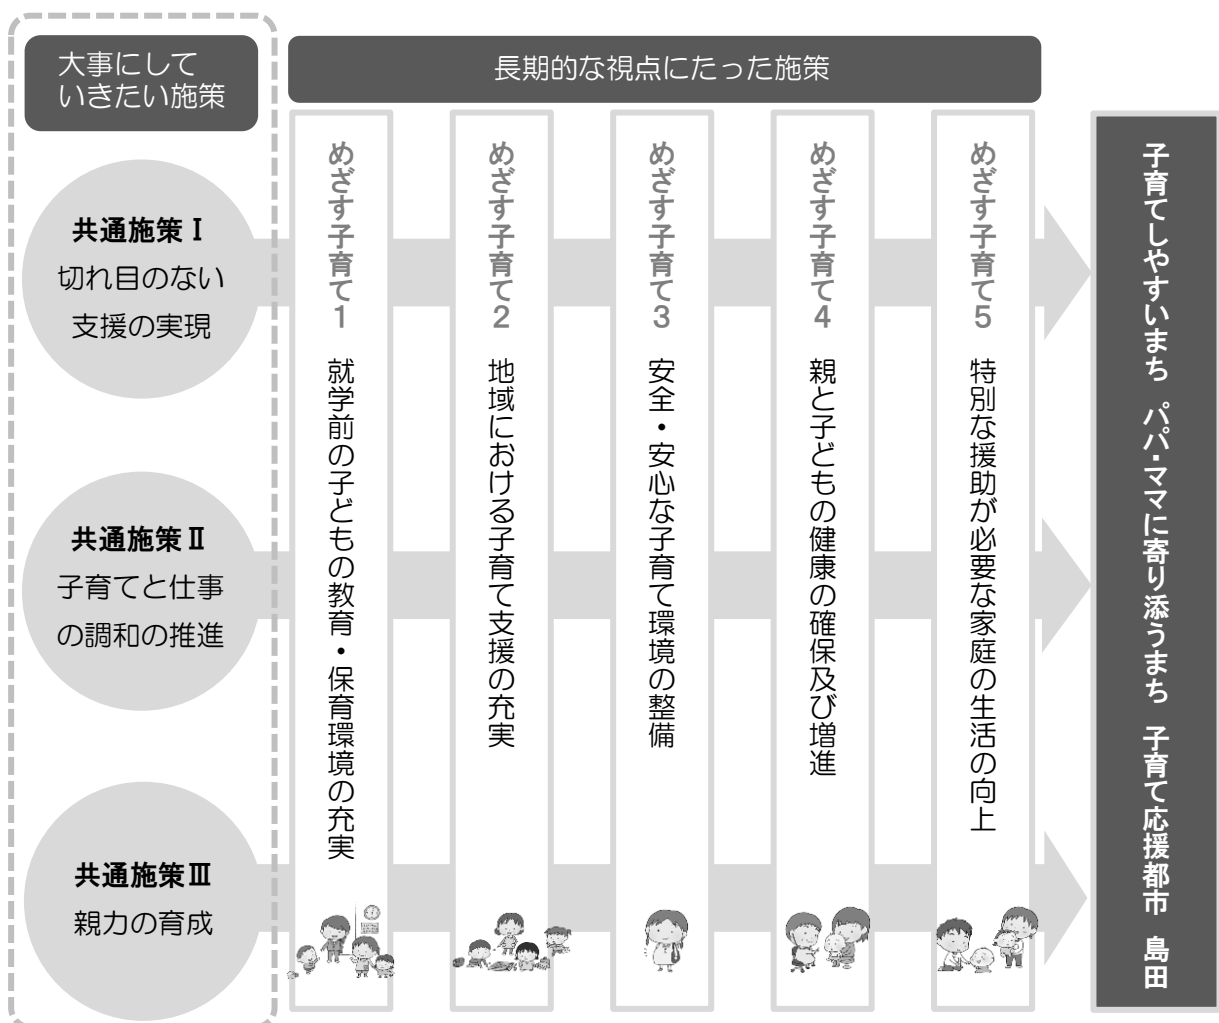 大事にして
いきたい施策
長期的な視点にたった施策
共通施策Ⅰ
切れ目のない
支援の実現
共通施策Ⅱ
子育てと仕事
の調和の推進
共通施策Ⅲ
親力の育成
めざす子育て1 就学前の子どもの教育・保育環境の充実
めざす子育て2 地域における子育て支援の充実
めざす子育て3 安全・安心な子育て環境の整備
めざす子育て4 親と子どもの健康の確保及び増進
めざす子育て5 特別な援助が必要な家庭の生活の向上
子育てしやすいまち パパ・ママに寄り添うまち 子育て応援都市 島田